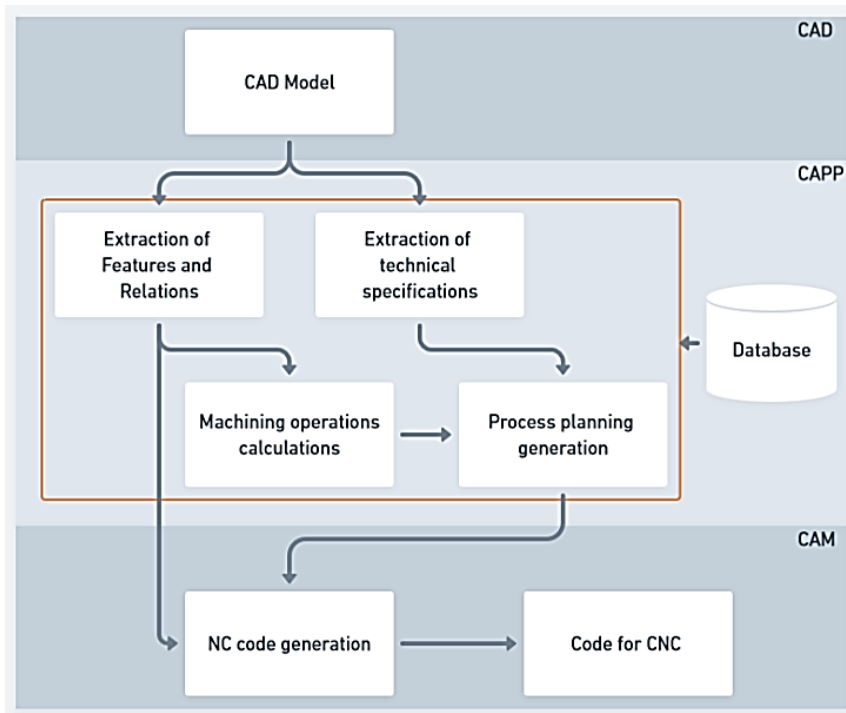 CAD
CAD Model
CAPP
Extraction of
Features and
Relations
Extraction of
technical
specifications
Database
Machining operations
calculations
Process planning
generation
CAM
NC code generation
Code for CNC